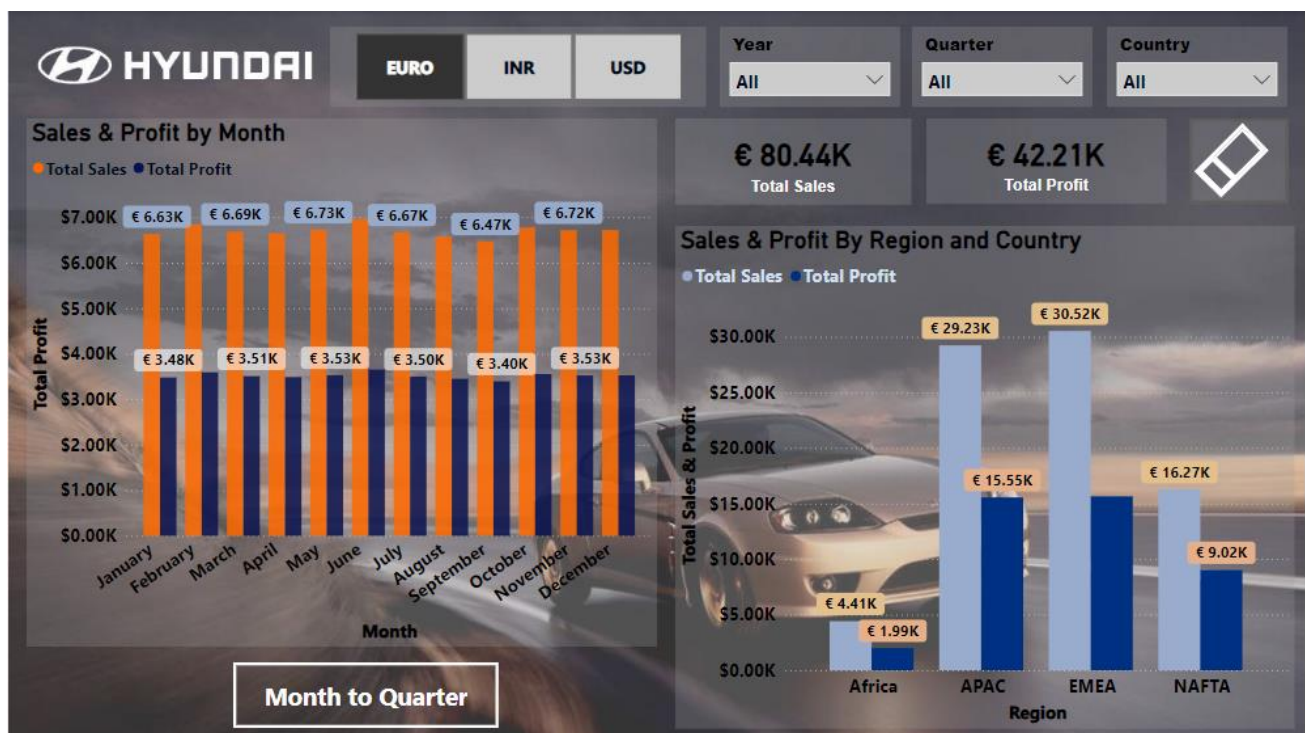 HYUNDAI
EURO INR USD
Year Quarter Country
All All All
Sales & Profit by Month
Total Sales Total Profit
€ 80.44K
Total Sales
€ 42.21K
Total Profit
Total Profit
$7.00K
$6.00K
$5.00K
$4.00K
$3.00K
$2.00K
$1.00K
$0.00K
€ 6.63K € 6.69K € 6.73K € 6.67K € 6.47K € 6.72K
€ 3.48K € 3.51K € 3.53K € 3.50K € 3.40K € 3.53K
January February March April May June July August September October November December
Month
Month to Quarter
Sales & Profit By Region and Country
Total Sales Total Profit
Total Sales & Profit
$30.00K
$25.00K
$20.00K
$15.00K
$10.00K
$5.00K
$0.00K
€ 4.41K € 29.23K € 30.52K € 16.27K
€ 1.99K € 15.55K € 9.02K
Africa APAC EMEA NAFTA
Region